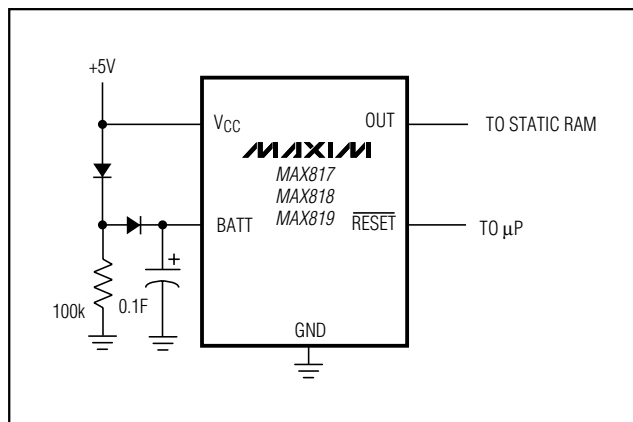 +5V
VCC
OUT
TO STATIC RAM
MAXIM
MAX817
MAX818
MAX819
BATT
RESET
TO μP
+
100k
0.1F
GND